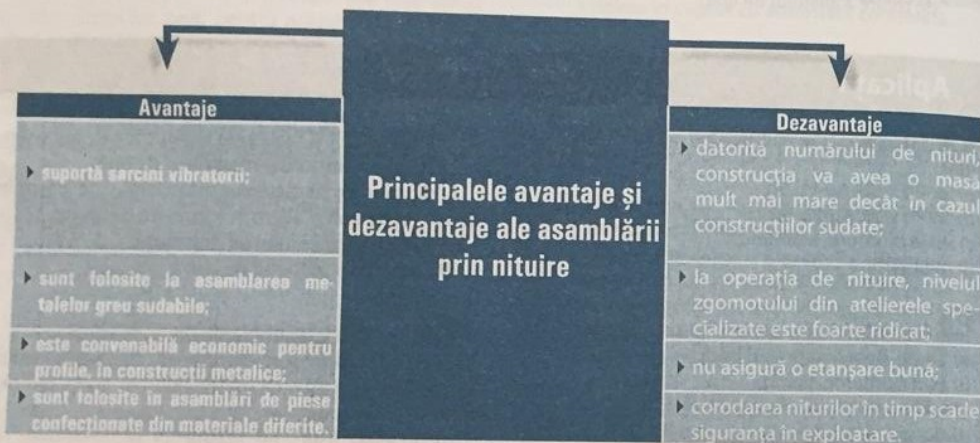 Avantaje
▸ suportă sarcini vibratorii;
▸ sunt folosite la asamblarea me-
talelor greu sudabile;
▸ este convenabilă economic pentru
profile, în construcții metalice;
▸ sunt folosite în asamblări de piese
confecționate din materiale diferite.
Principalele avantaje și
dezavantaje ale asamblării
prin nituire
Dezavantaje
▸ datorită numărului de nituri,
construcția va avea o masă
mult mai mare decât în cazul
construcțiilor sudate;
▸ la operația de nituire, nivelul
zgomotului din atelierele spe-
cializate este foarte ridicat;
▸ nu asigură o etanșare bună;
▸ corodarea niturilor în timp scade
siguranța în exploatare.